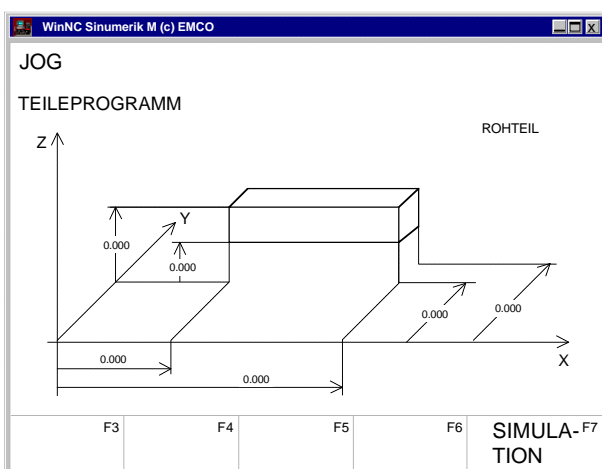 WinNC Sinumerik M (c) EMCO
JOG
TEILEPROGRAMM
ROHTEIL
Z
Y
0.000
0.000
0.000
0.000
0.000
X
0.000
F3
F4
F5
F6
SIMULA- F7
TION